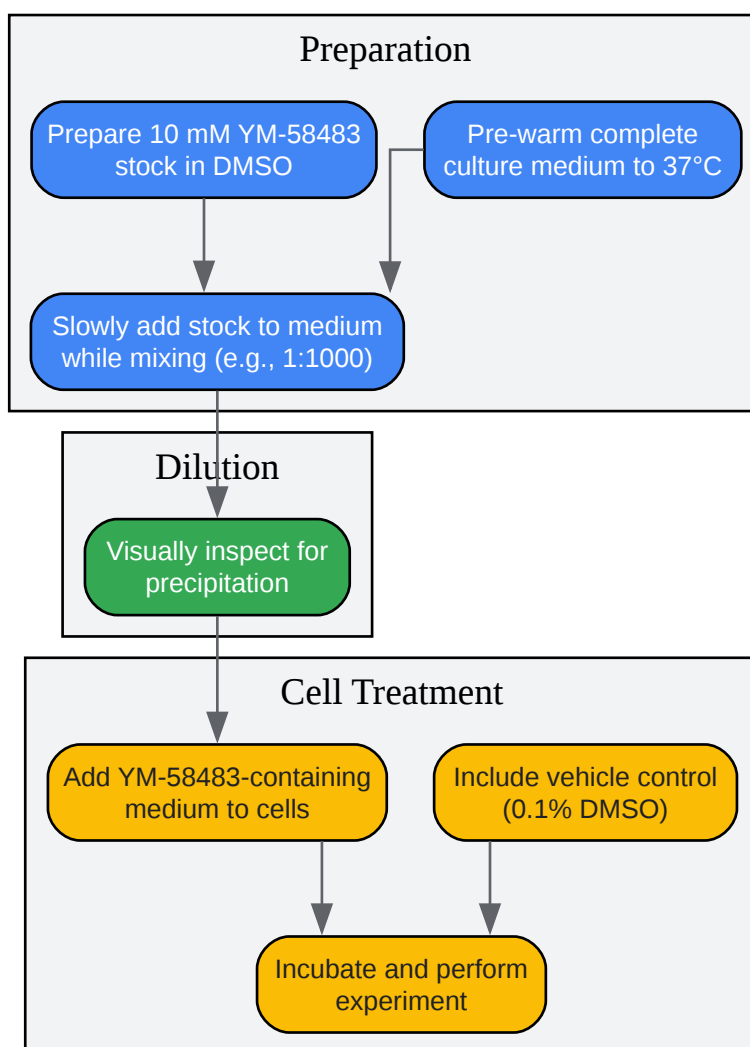 Preparation
Prepare 10 mM YM-58483
stock in DMSO
Pre-warm complete
culture medium to 37°C
Slowly add stock to medium
while mixing (e.g., 1:1000)
Dilution
Visually inspect for
precipitation
Cell Treatment
Add YM-58483-containing
medium to cells
Include vehicle control
(0.1% DMSO)
Incubate and perform
experiment